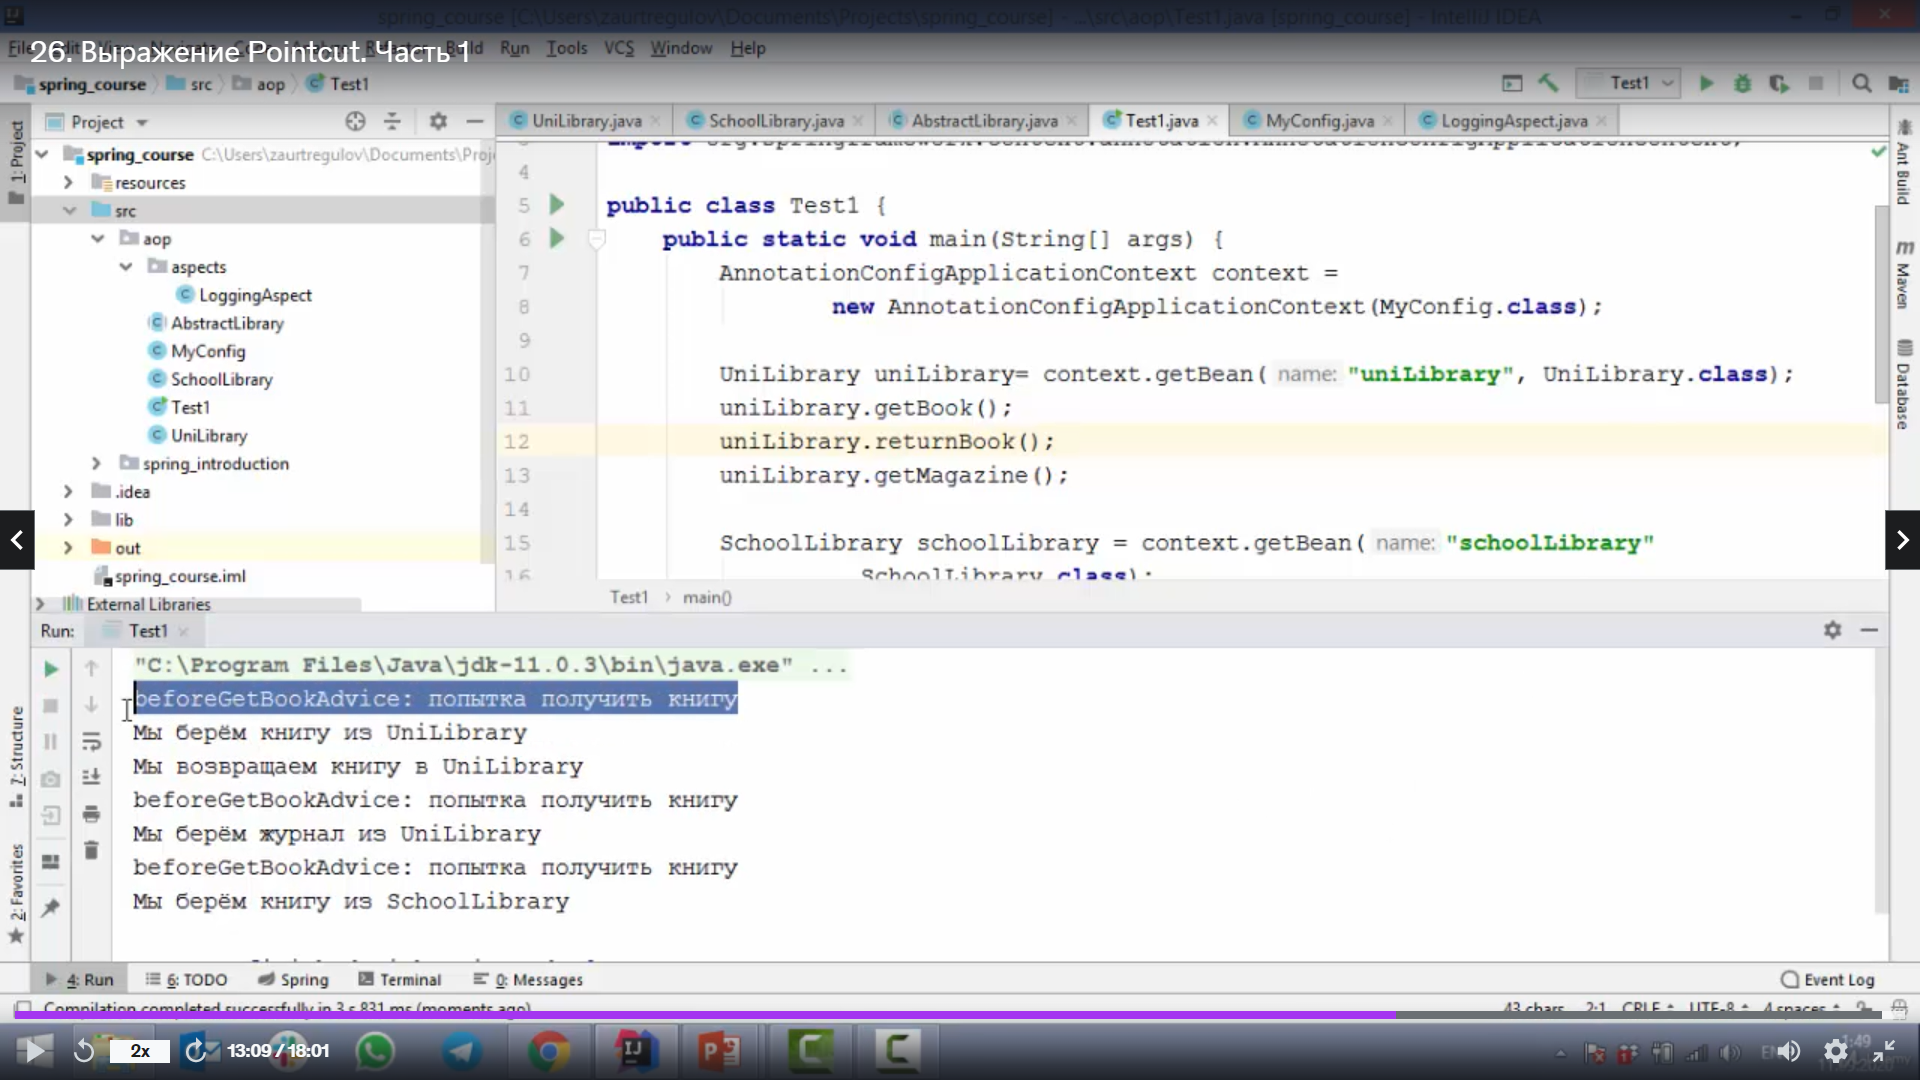 spring_course [C:\Users\zaurtregulov\Documents\Projects\spring_course] - ...\src\aop\Test1.java [spring_course] - IntelliJ IDEA
26. Выражение Pointcut. Часть 1
Run Tools VCS Window Help
spring_course src aop Test1
Test1
Project
UniLibrary.java SchoolLibrary.java AbstractLibrary.java Test1.java MyConfig.java LoggingAspect.java
1: Project
spring_course C:\Users\zaurtregulov\Documents\Proj
resources
src
aop
aspects
LoggingAspect
AbstractLibrary
MyConfig
SchoolLibrary
Test1
UniLibrary
spring_introduction
.idea
lib
out
spring_course.iml
External Libraries
4
5 public class Test1 {
6 public static void main(String[] args) {
7 AnnotationConfigApplicationContext context =
8 new AnnotationConfigApplicationContext(MyConfig.class);
9
10 UniLibrary uniLibrary= context.getBean( name: "uniLibrary", UniLibrary.class);
11 uniLibrary.getBook();
12 uniLibrary.returnBook();
13 uniLibrary.getMagazine();
14
15 SchoolLibrary schoolLibrary = context.getBean( name: "schoolLibrary"
16 SchoolLibrary.class);
Test1 main()
Ant Build
Maven
Database
Run: Test1
"C:\Program Files\Java\jdk-11.0.3\bin\java.exe" ...
beforeGetBookAdvice: попытка получить книгу
Мы берём книгу из UniLibrary
Мы возвращаем книгу в UniLibrary
beforeGetBookAdvice: попытка получить книгу
Мы берём журнал из UniLibrary
beforeGetBookAdvice: попытка получить книгу
Мы берём книгу из SchoolLibrary
7: Structure
2: Favorites
4: Run 6: TODO Spring Terminal 0: Messages Event Log
Compilation completed successfully in 3 s 831 ms (moments ago)
43 chars 2:1 CRLF UTF-8 4 spaces
2x 13:09 / 18:01